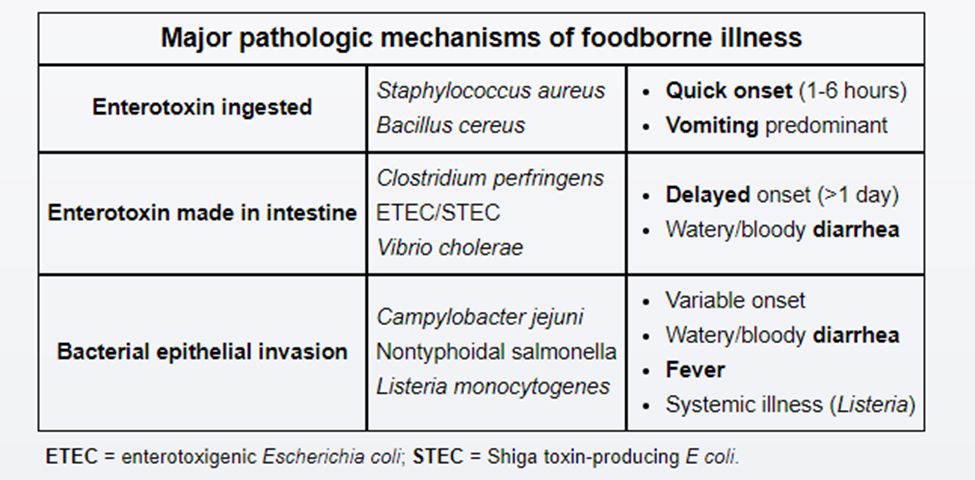 Major pathologic mechanisms of foodborne illness
Enterotoxin ingested
Staphylococcus aureus
Bacillus cereus
• Quick onset (1-6 hours)
• Vomiting predominant
Enterotoxin made in intestine
Clostridium perfringens
ETEC/STEC
Vibrio cholerae
• Delayed onset (>1 day)
• Watery/bloody diarrhea
Bacterial epithelial invasion
Campylobacter jejuni
Nontyphoidal salmonella
Listeria monocytogenes
• Variable onset
• Watery/bloody diarrhea
• Fever
• Systemic illness (Listeria)
ETEC = enterotoxigenic Escherichia coli; STEC = Shiga toxin-producing E coli.